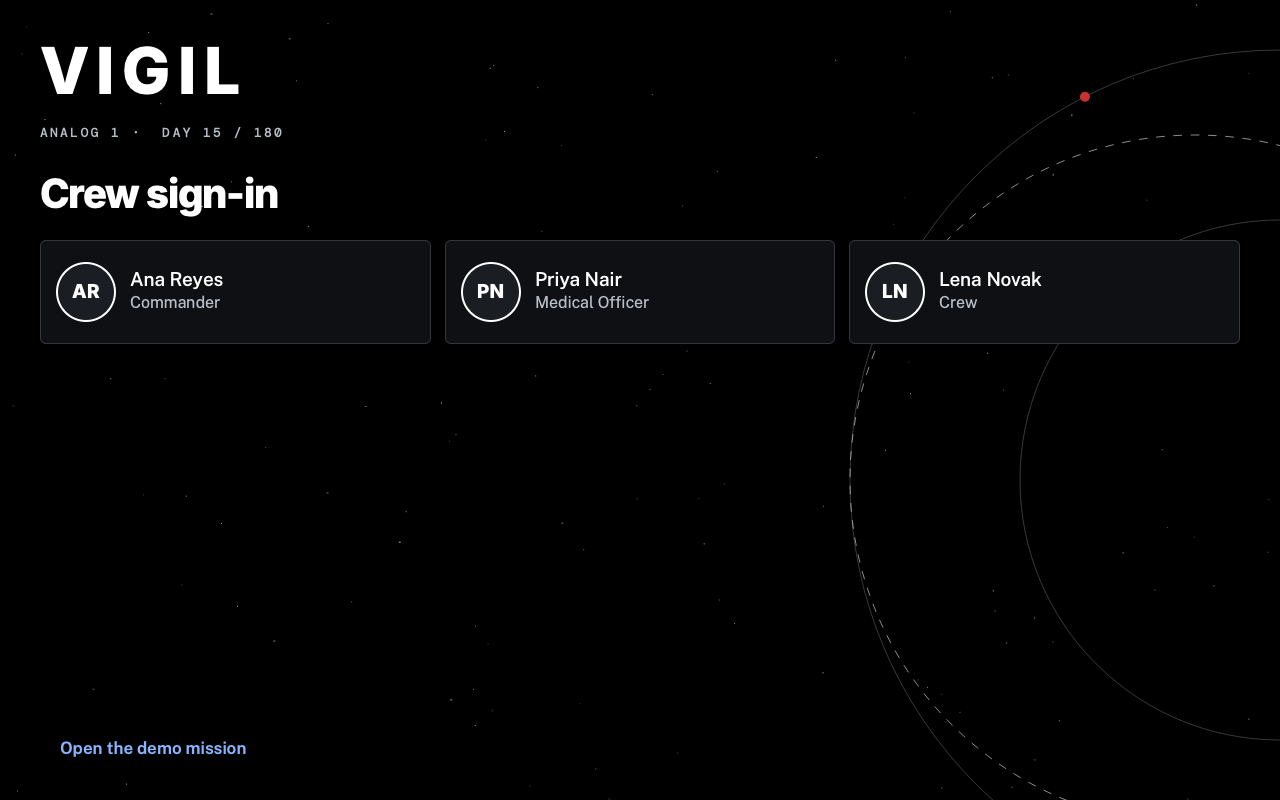 VIGIL
ANALOG 1 · DAY 15 / 180
Crew sign-in
AR
Ana Reyes
Commander
PN
Priya Nair
Medical Officer
LN
Lena Novak
Crew
Open the demo mission